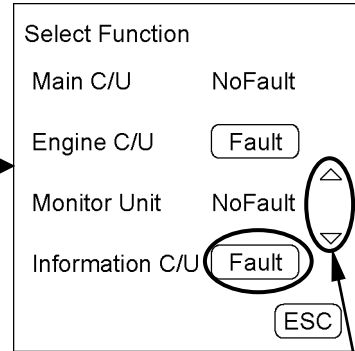 Select Function
Main C/U NoFault
Engine C/U Fault
Monitor Unit NoFault
Information C/U Fault
ESC